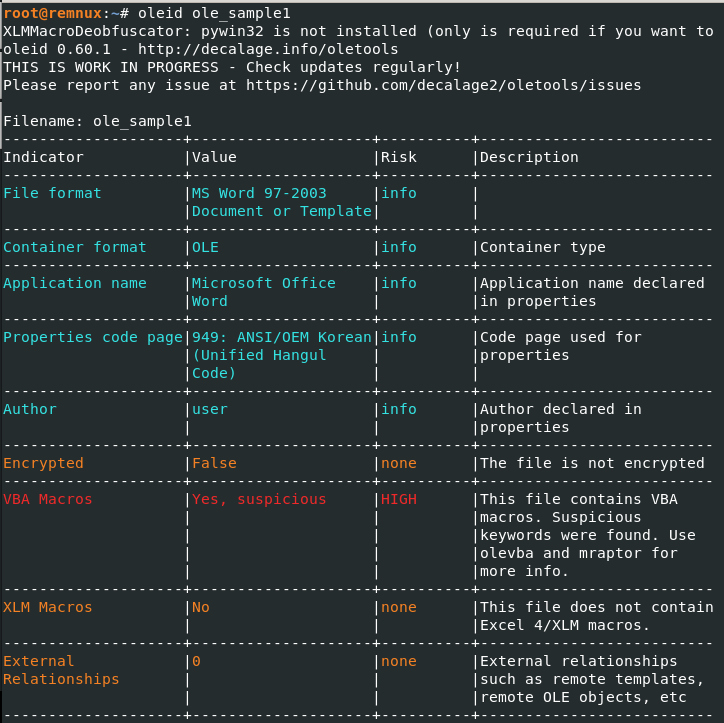 root@remnux:~# oleid ole_sample1
XLMMacroDeobfuscator: pywin32 is not installed (only is required if you want to
oleid 0.60.1 - http://decalage.info/oletools
THIS IS WORK IN PROGRESS - Check updates regularly!
Please report any issue at https://github.com/decalage2/oletools/issues

Filename: ole_sample1
--------------------+--------------------+----------+--------------------------
Indicator           |Value               |Risk      |Description
--------------------+--------------------+----------+--------------------------
File format         |MS Word 97-2003     |info      |
                    |Document or Template|          |
--------------------+--------------------+----------+--------------------------
Container format    |OLE                 |info      |Container type
--------------------+--------------------+----------+--------------------------
Application name    |Microsoft Office    |info      |Application name declared
                    |Word                |          |in properties
--------------------+--------------------+----------+--------------------------
Properties code page|949: ANSI/OEM Korean|info      |Code page used for
                    |(Unified Hangul     |          |properties
                    |Code)               |          |
--------------------+--------------------+----------+--------------------------
Author              |user                |info      |Author declared in
                    |                    |          |properties
--------------------+--------------------+----------+--------------------------
Encrypted           |False               |none      |The file is not encrypted
--------------------+--------------------+----------+--------------------------
VBA Macros          |Yes, suspicious     |HIGH      |This file contains VBA
                    |                    |          |macros. Suspicious
                    |                    |          |keywords were found. Use
                    |                    |          |olevba and mraptor for
                    |                    |          |more info.
--------------------+--------------------+----------+--------------------------
XLM Macros          |No                  |none      |This file does not contain
                    |                    |          |Excel 4/XLM macros.
--------------------+--------------------+----------+--------------------------
External            |0                   |none      |External relationships
Relationships       |                    |          |such as remote templates,
                    |                    |          |remote OLE objects, etc
--------------------+--------------------+----------+--------------------------